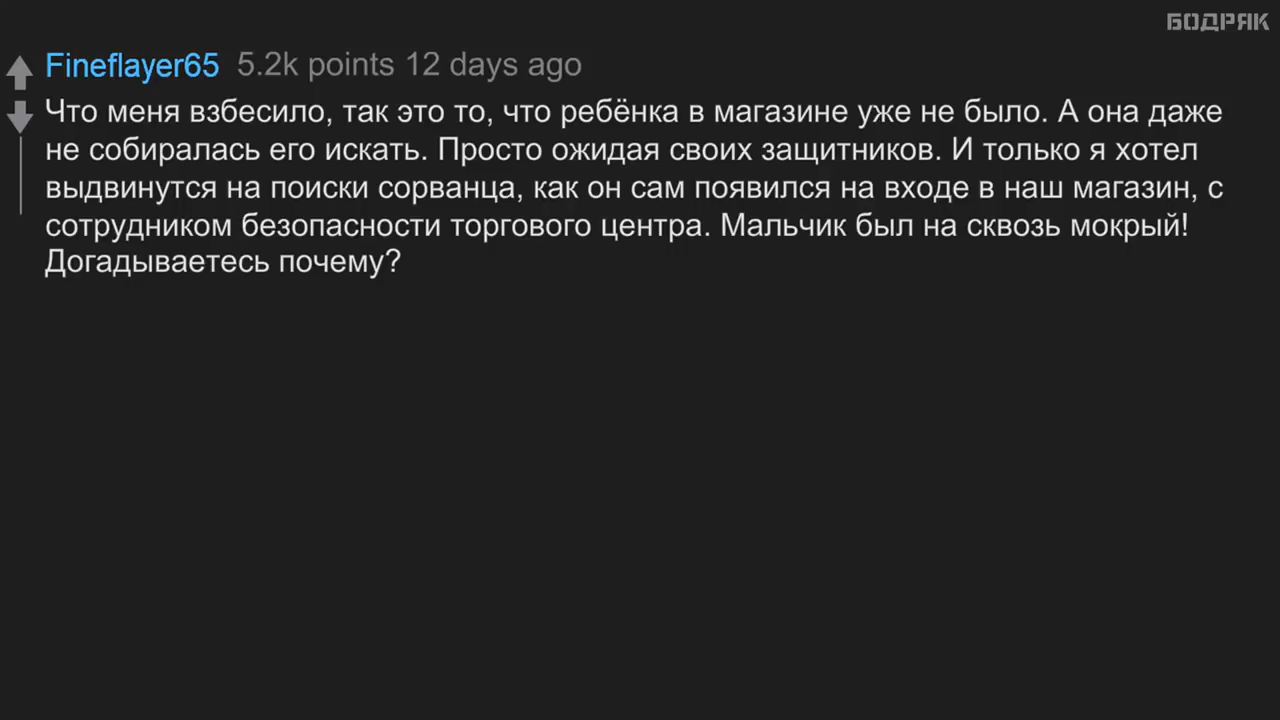 БОДРЯК
Fineflayer65 5.2k points 12 days ago
Что меня взбесило, так это то, что ребёнка в магазине уже не было. А она даже
не собиралась его искать. Просто ожидая своих защитников. И только я хотел
выдвинутся на поиски сорванца, как он сам появился на входе в наш магазин, с
сотрудником безопасности торгового центра. Мальчик был на сквозь мокрый!
Догадываетесь почему?